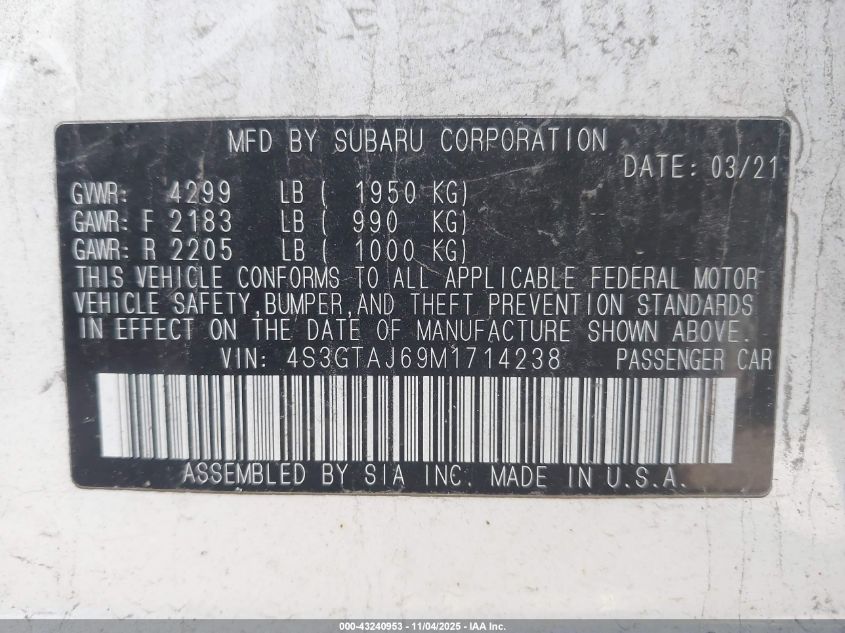 MFD BY SUBARU CORPORATION
DATE: 03/21
GVWR: 4299 LB ( 1950 KG)
GAWR: F 2183 LB ( 990 KG)
GAWR: R 2205 LB ( 1000 KG)
THIS VEHICLE CONFORMS TO ALL APPLICABLE FEDERAL MOTOR
VEHICLE SAFETY,BUMPER,AND THEFT PREVENTION STANDARDS
IN EFFECT ON THE DATE OF MANUFACTURE SHOWN ABOVE.
VIN: 4S3GTAJ69M1714238 PASSENGER CAR
ASSEMBLED BY SIA INC. MADE IN U.S.A.
000-43240953 - 11/04/2025 - IAA Inc.